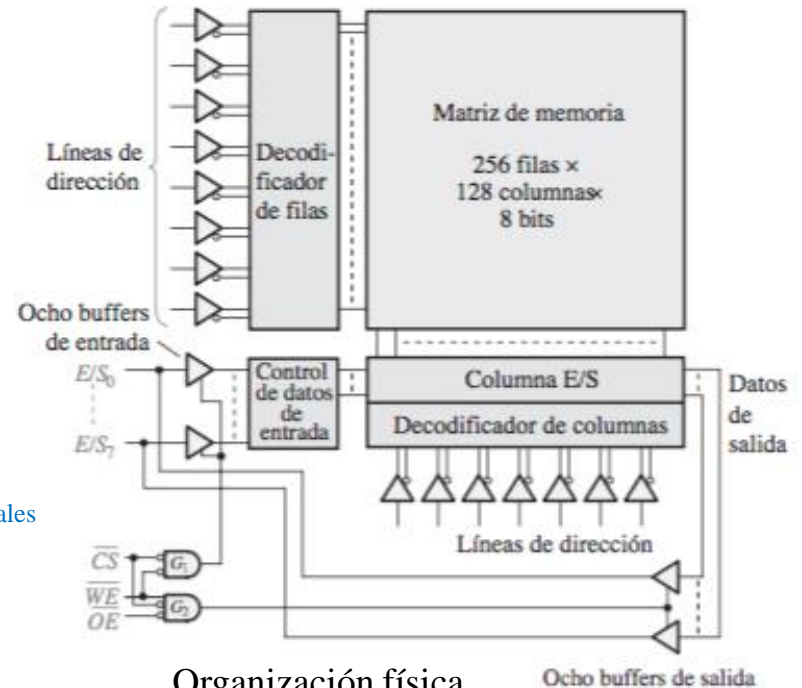 Líneas de
dirección
Decodi-
ficador
de filas
Matriz de memoria
256 filas ×
128 columnas×
8 bits
Ocho buffers
de entrada
E/S0
E/S7
Control
de datos
de
entrada
Columna E/S
Decodificador de columnas
Datos
de
salida
ales
Líneas de dirección
CS
WE
OE
G1
G2
Organización física
Ocho buffers de salida